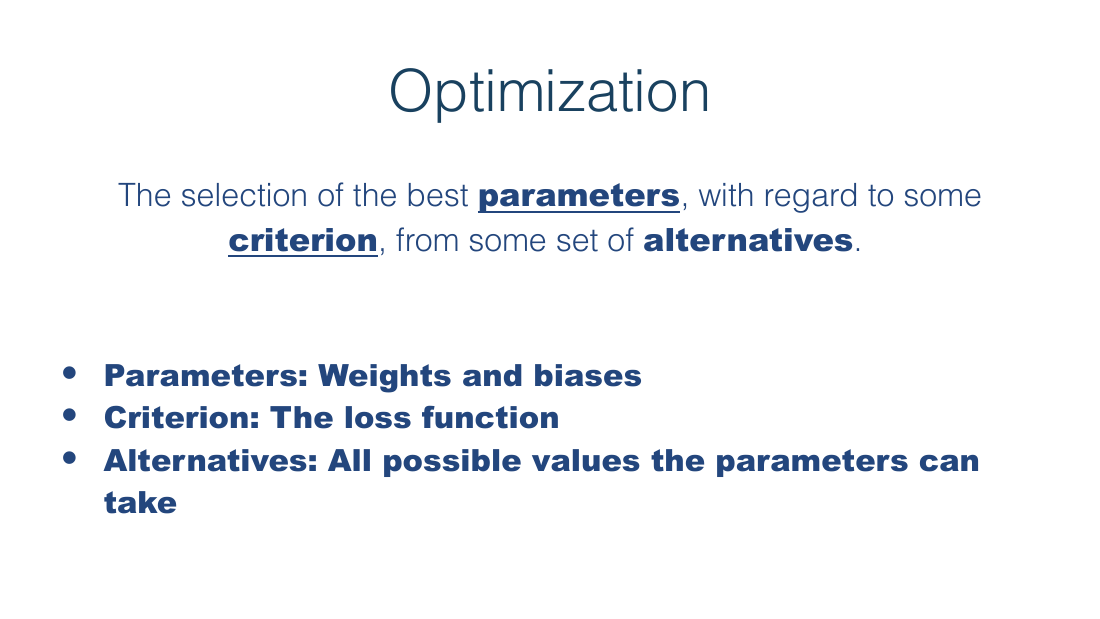 Optimization
The selection of the best parameters, with regard to some
criterion, from some set of alternatives.
• Parameters: Weights and biases
• Criterion: The loss function
• Alternatives: All possible values the parameters can
take